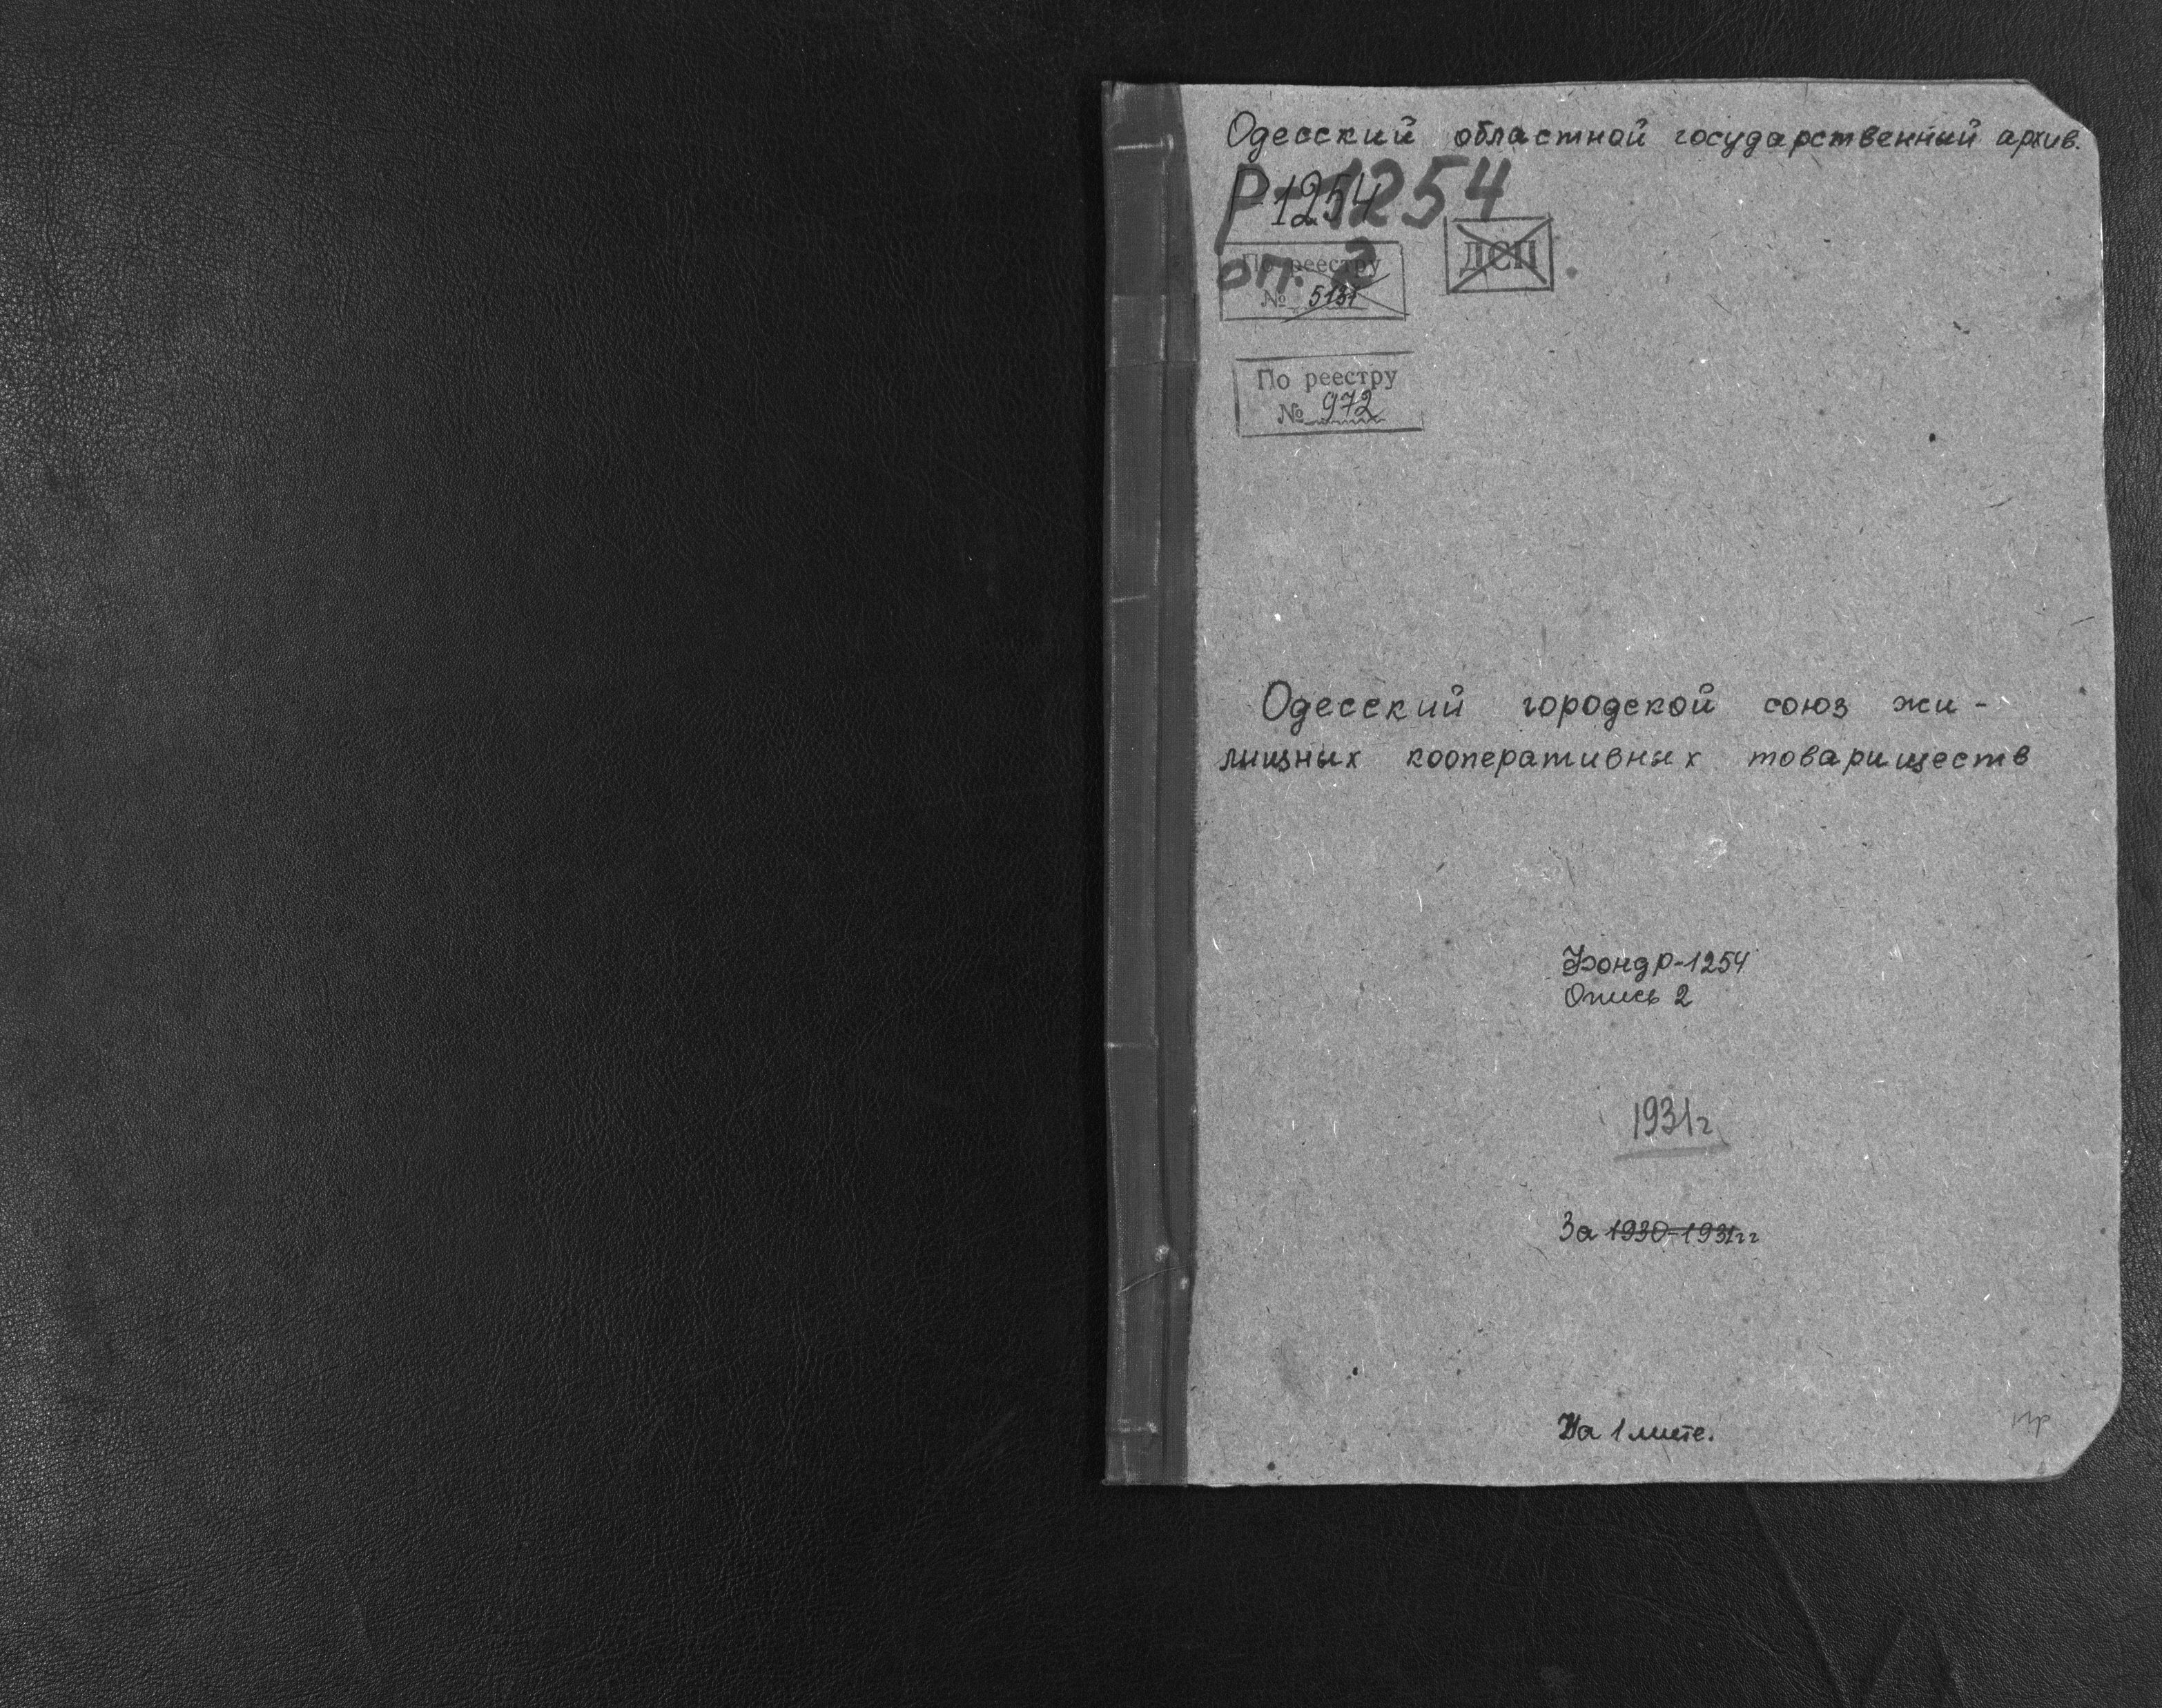 Одесский областной государственный архив.
Р-1254
Р-1254
оп. 2
ДСП
По реестру
№ 5131
По реестру
№ 972
Одесский городской союз жи-
лищных кооперативных товариществ
Фонд Р-1254
Опись 2
1931г
За 1930-1931гг
На 1 листе.